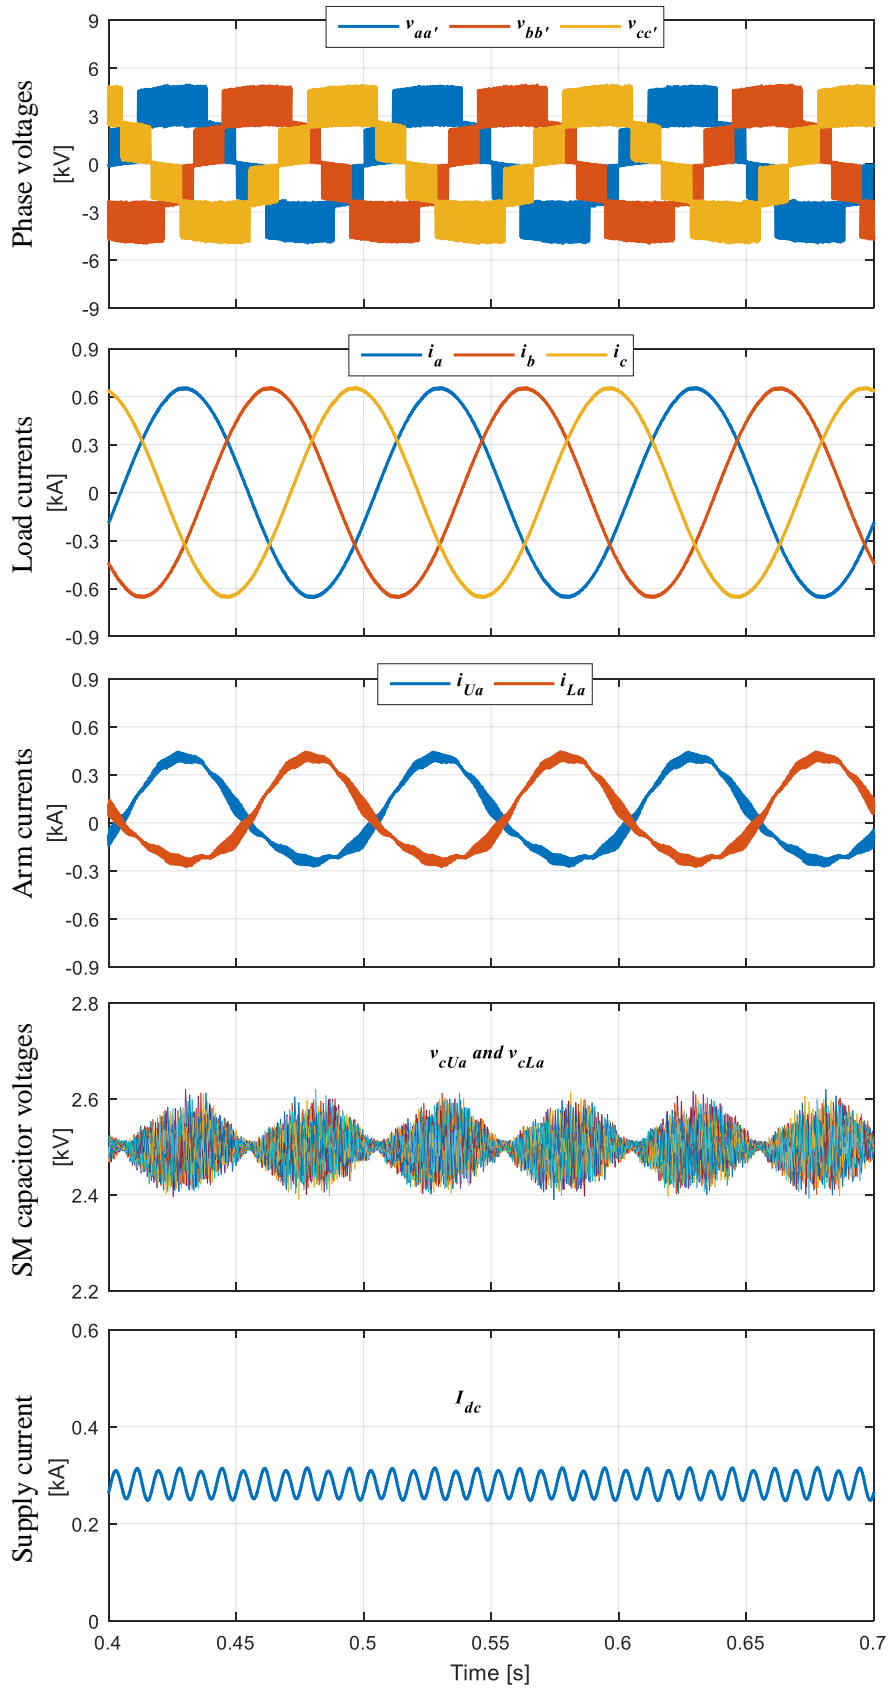 v_aa' v_bb' v_cc'
Phase voltages
[kV]
9
6
3
0
-3
-6
-9
i_a i_b i_c
Load currents
[kA]
0.9
0.6
0.3
0
-0.3
-0.6
-0.9
i_Ua i_La
Arm currents
[kA]
0.9
0.6
0.3
0
-0.3
-0.6
-0.9
v_cUa and v_cLa
SM capacitor voltages
[kV]
2.8
2.6
2.4
2.2
I_dc
Supply current
[kA]
0.6
0.4
0.2
0
0.4 0.45 0.5 0.55 0.6 0.65 0.7
Time [s]